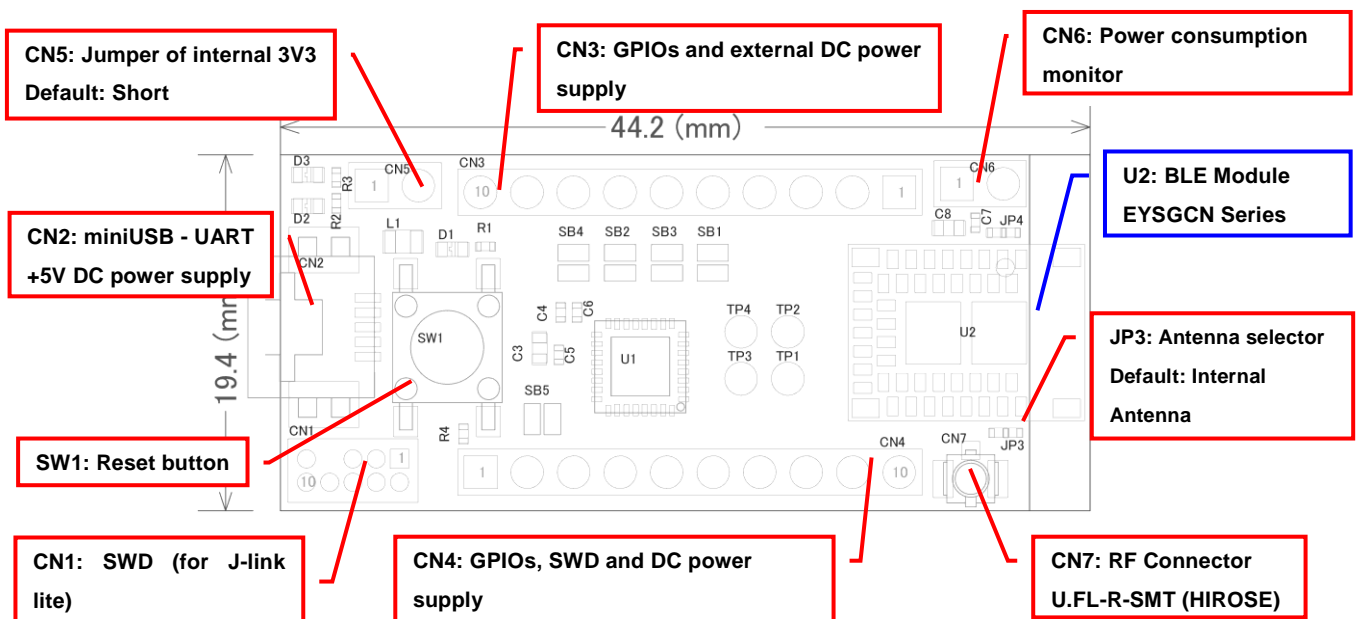 CN5: Jumper of internal 3V3
Default: Short
CN3: GPIOs and external DC power
supply
CN6: Power consumption
monitor
44.2 (mm)
D3
R3
1
CN5
CN3
10
1
1
CN6
U2: BLE Module
EYSGCN Series
D2
R2
C8
C7
JP4
CN2: miniUSB - UART
+5V DC power supply
L1
D1
R1
SB4
SB2
SB3
SB1
CN2
19.4 (mm)
C4
C6
TP4
TP2
SW1
U2
C3
C5
U1
TP3
TP1
JP3: Antenna selector
Default: Internal
Antenna
SB5
CN1
R4
CN4
CN7
JP3
SW1: Reset button
1
10
1
10
CN1: SWD (for J-link
lite)
CN4: GPIOs, SWD and DC power
supply
CN7: RF Connector
U.FL-R-SMT (HIROSE)